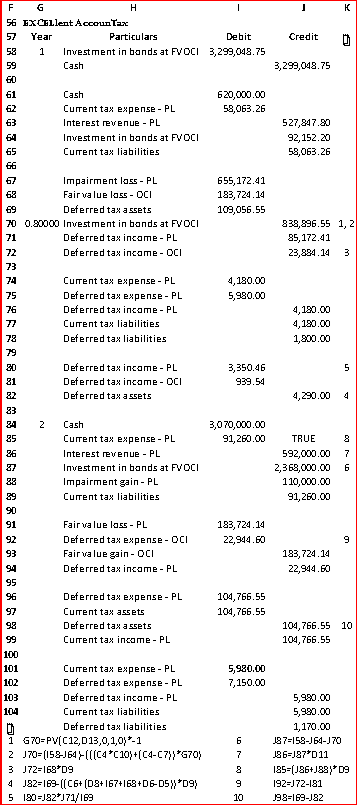 F G H I J K
56 EXCELlent AccounTax
57 Year Particulars Debit Credit
58 1 Investment in bonds at FVOCI 3,299,048.75
59 Cash 3,299,048.75
60
61 Cash 620,000.00
62 Current tax expense - PL 58,063.26
63 Interest revenue - PL 527,847.80
64 Investment in bonds at FVOCI 92,152.20
65 Current tax liabilities 58,063.26
66
67 Impairment loss - PL 655,172.41
68 Fair value loss - OCI 183,724.14
69 Deferred tax assets 109,056.55
70 0.80000 Investment in bonds at FVOCI 838,896.55 1, 2
71 Deferred tax income - PL 85,172.41
72 Deferred tax income - OCI 23,884.14 3
73
74 Current tax expense - PL 4,180.00
75 Deferred tax expense - PL 5,980.00
76 Deferred tax income - PL 4,180.00
77 Current tax liabilities 4,180.00
78 Deferred tax liabilities 1,800.00
79
80 Deferred tax income - PL 3,350.46 5
81 Deferred tax income - OCI 939.54
82 Deferred tax assets 4,290.00 4
83
84 2 Cash 3,070,000.00
85 Current tax expense - PL 91,260.00 TRUE 8
86 Interest revenue - PL 592,000.00 7
87 Investment in bonds at FVOCI 2,368,000.00 6
88 Impairment gain - PL 110,000.00
89 Current tax liabilities 91,260.00
90
91 Fair value loss - PL 183,724.14
92 Deferred tax expense - OCI 22,944.60 9
93 Fair value gain - OCI 183,724.14
94 Deferred tax income - PL 22,944.60
95
96 Deferred tax expense - PL 104,766.55
97 Current tax assets 104,766.55
98 Deferred tax assets 104,766.55 10
99 Current tax income - PL 104,766.55
100
101 Current tax expense - PL 5,980.00
102 Deferred tax expense - PL 7,150.00
103 Deferred tax income - PL 5,980.00
104 Current tax liabilities 5,980.00
Deferred tax liabilities 1,170.00
1 G70=PV(C12,D13,0,1,0)*-1 6 J87=I58-J64-J70
2 J70=(I58-J64)-(((C4*C10)+(C4-C7))*G70) 7 J86=J87*D11
3 J72=I68*D9 8 I85=(J86+J88)*D9
4 J82=I69-((C6+(D8+I67+I68+D6-D5))*D9) 9 I92=J72-I81
5 I80=J82*J71/I69 10 J98=I69-J82